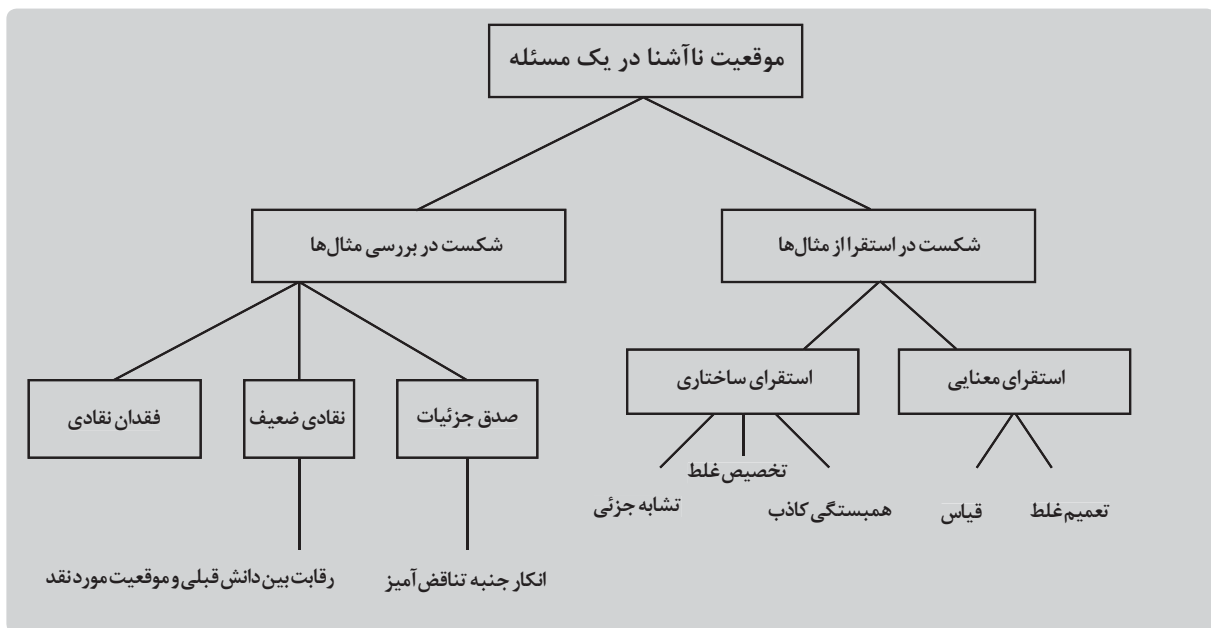 موقعیت ناآشنا در یک مسئله
شکست در استقرا از مثال‌ها
شکست در بررسی مثال‌ها
استقرای معنایی
استقرای ساختاری
صدق جزئیات
نقادی ضعیف
فقدان نقادی
تعمیم غلط
قیاس
همبستگی کاذب
تخصیص غلط
تشابه جزئی
انکار جنبه تناقض‌آمیز
رقابت بین دانش قبلی و موقعیت مورد نقد